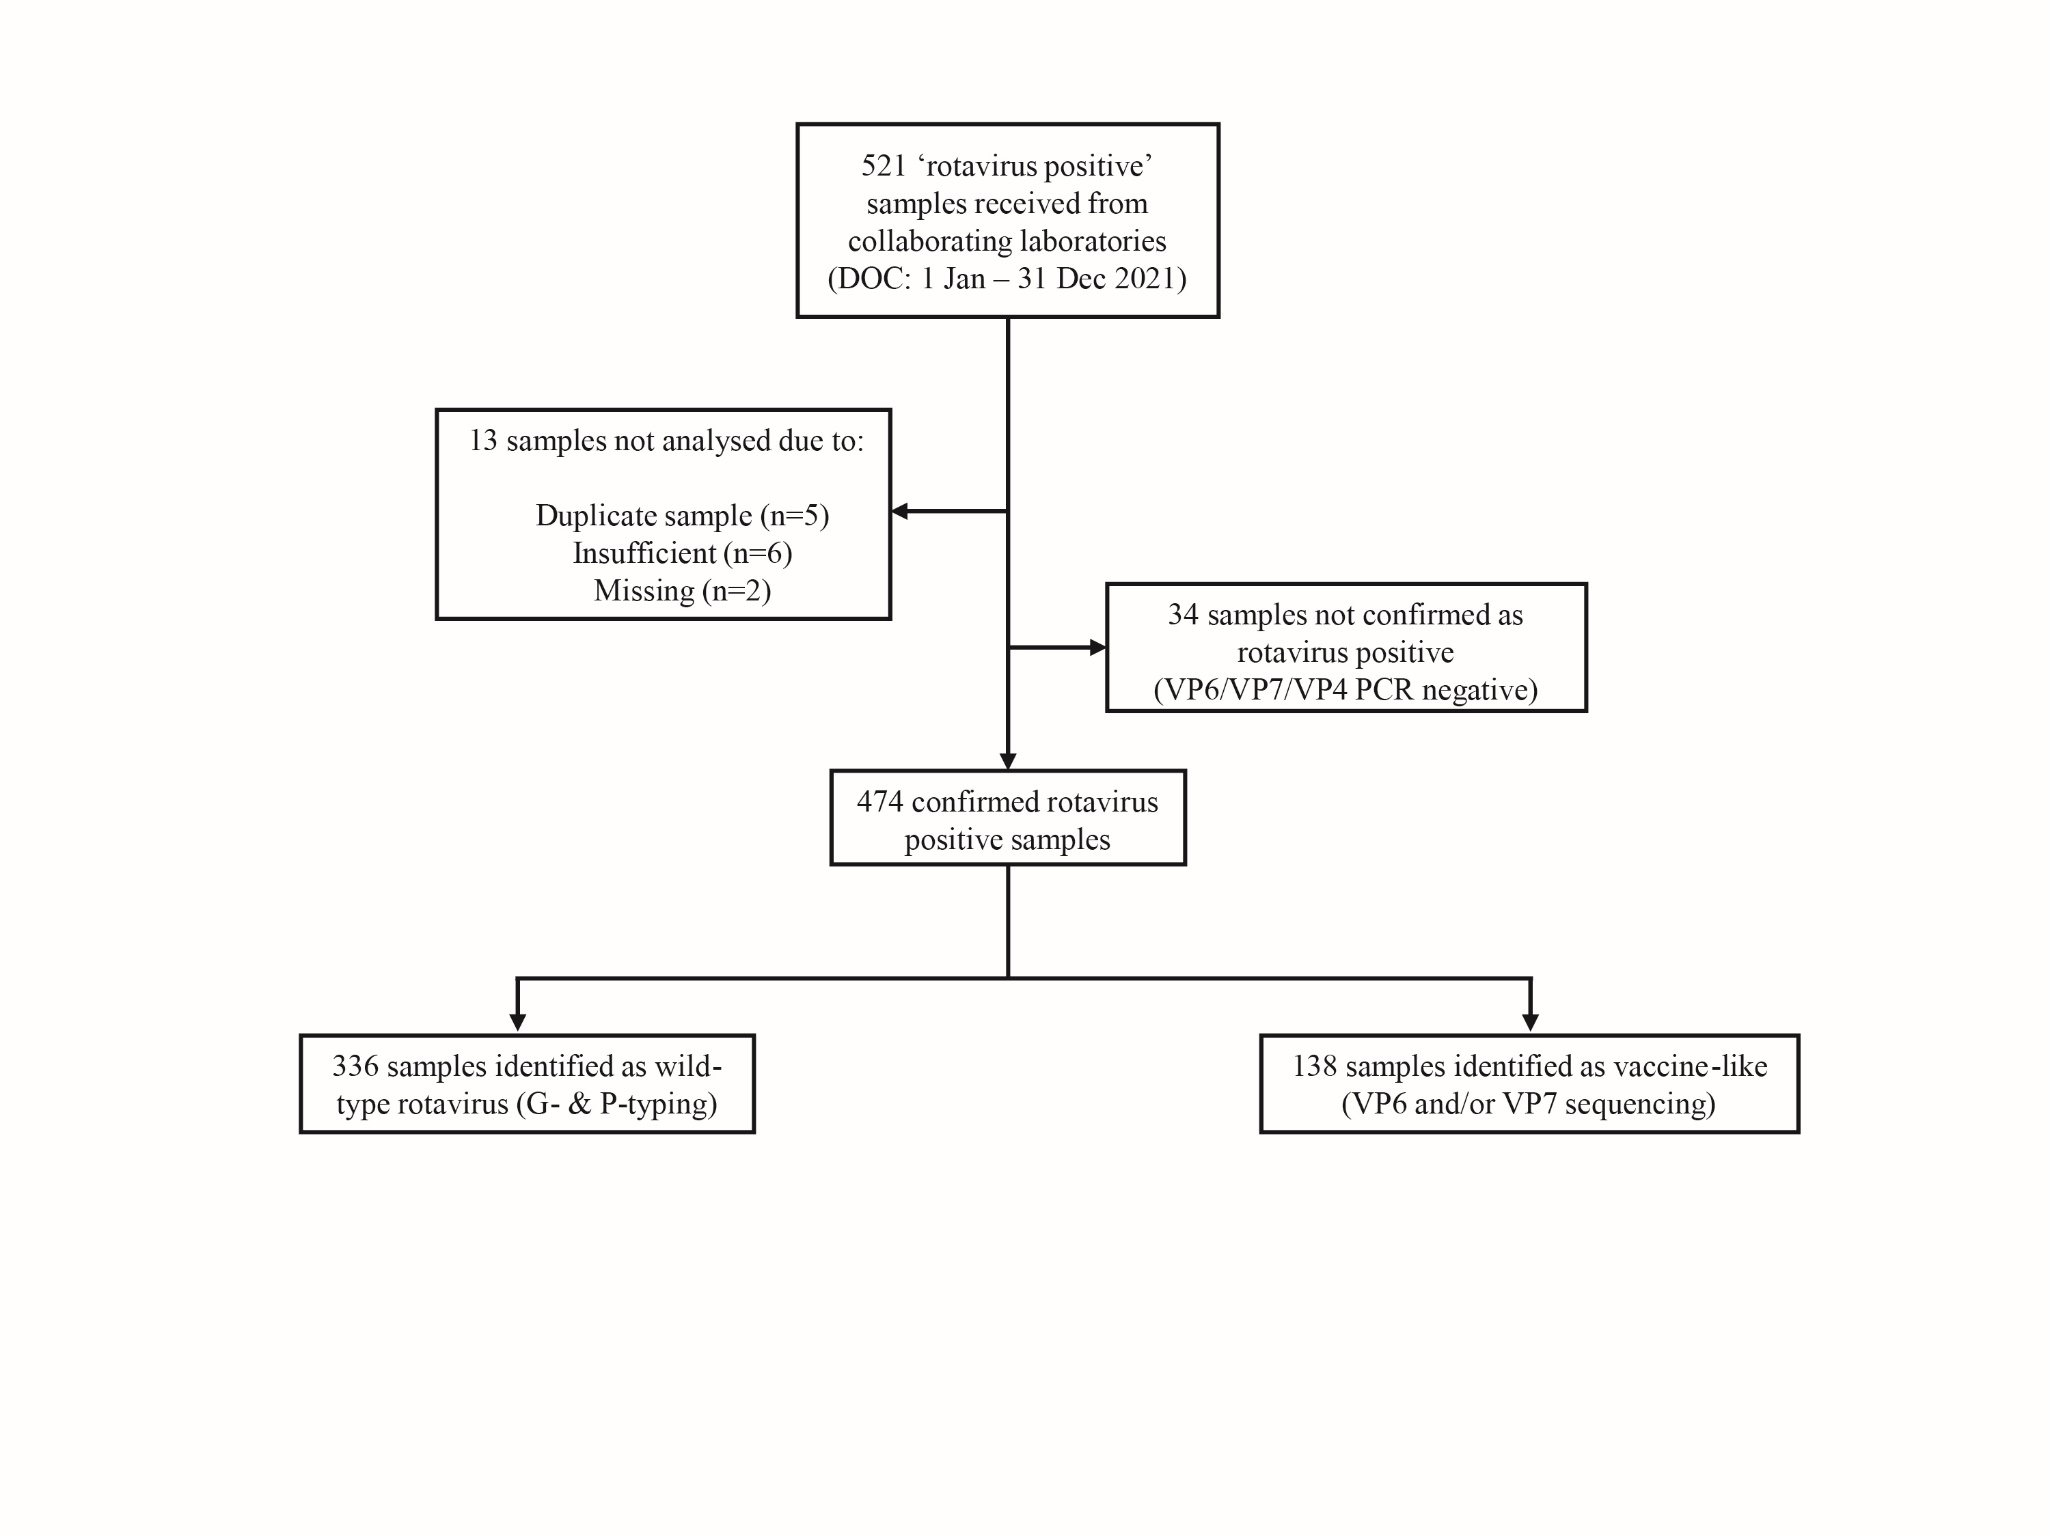 521 ‘rotavirus positive’
samples received from
collaborating laboratories
(DOC: 1 Jan – 31 Dec 2021)
13 samples not analysed due to:
Duplicate sample (n=5)
Insufficient (n=6)
Missing (n=2)
34 samples not confirmed as
rotavirus positive
(VP6/VP7/VP4 PCR negative)
474 confirmed rotavirus
positive samples
336 samples identified as wild-
type rotavirus (G- & P-typing)
138 samples identified as vaccine-like
(VP6 and/or VP7 sequencing)